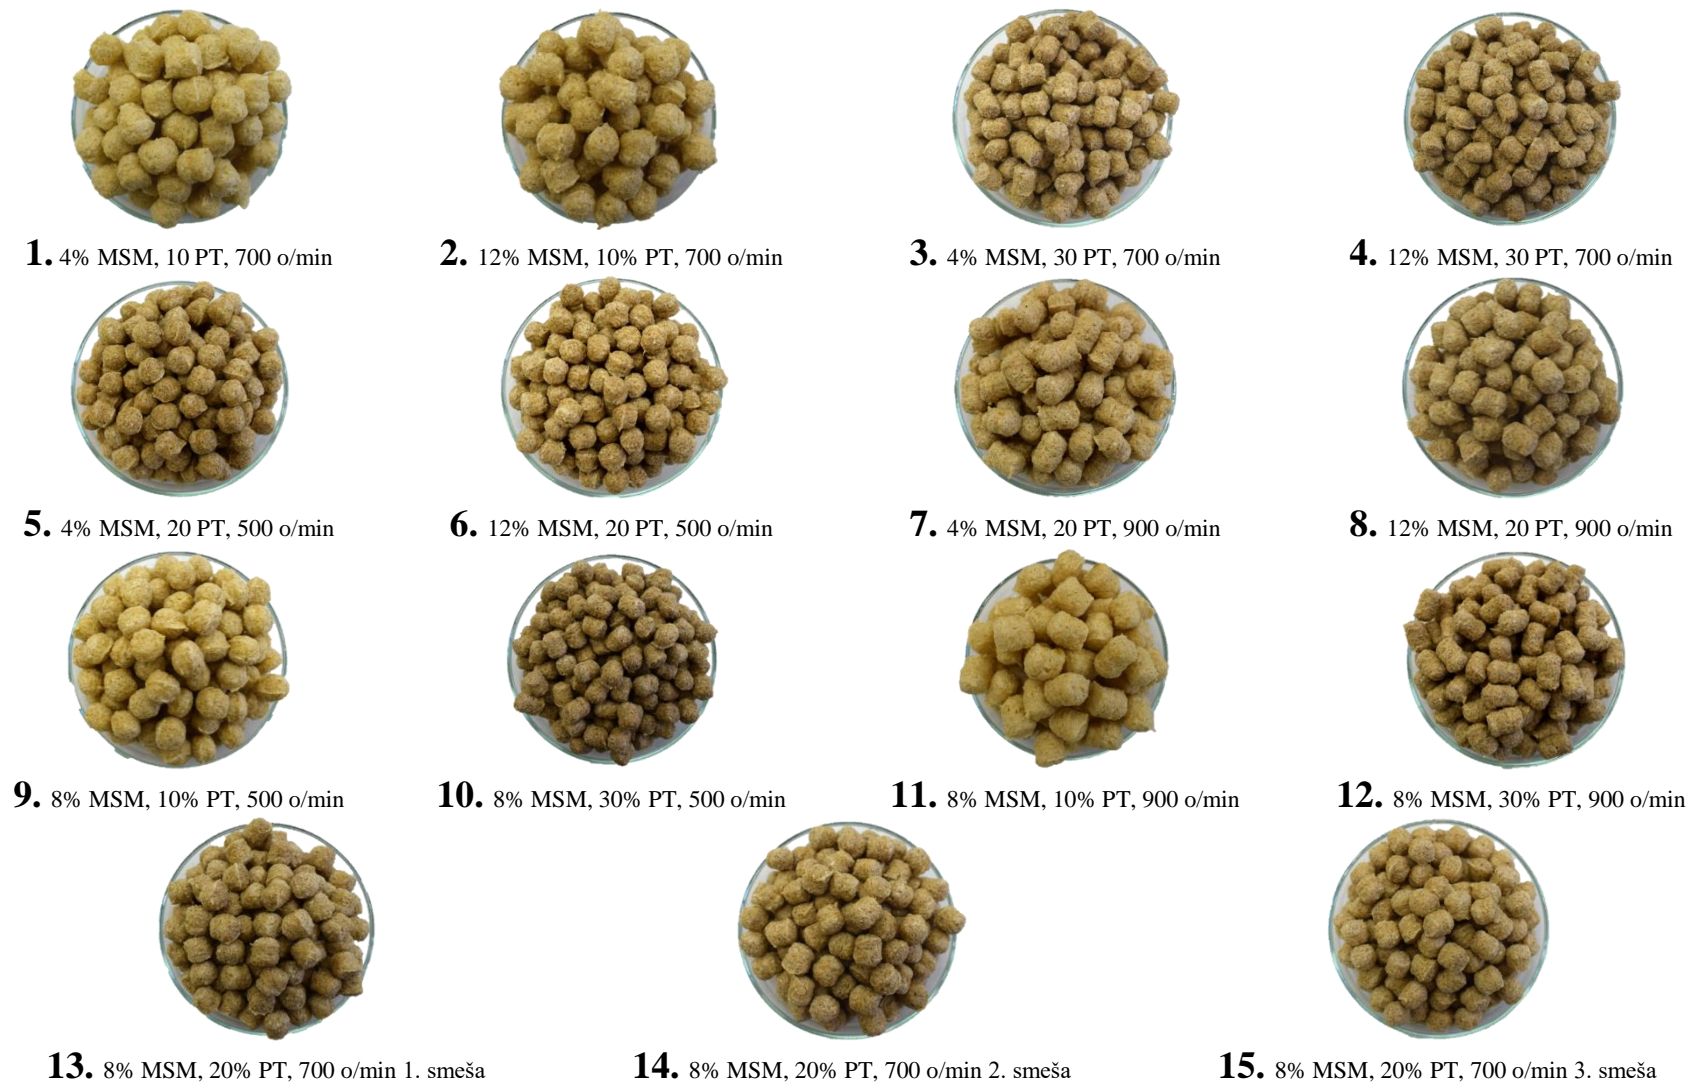 1. 4% MSM, 10 PT, 700 o/min
2. 12% MSM, 10% PT, 700 o/min
3. 4% MSM, 30 PT, 700 o/min
4. 12% MSM, 30 PT, 700 o/min
5. 4% MSM, 20 PT, 500 o/min
6. 12% MSM, 20 PT, 500 o/min
7. 4% MSM, 20 PT, 900 o/min
8. 12% MSM, 20 PT, 900 o/min
9. 8% MSM, 10% PT, 500 o/min
10. 8% MSM, 30% PT, 500 o/min
11. 8% MSM, 10% PT, 900 o/min
12. 8% MSM, 30% PT, 900 o/min
13. 8% MSM, 20% PT, 700 o/min 1. smeša
14. 8% MSM, 20% PT, 700 o/min 2. smeša
15. 8% MSM, 20% PT, 700 o/min 3. smeša